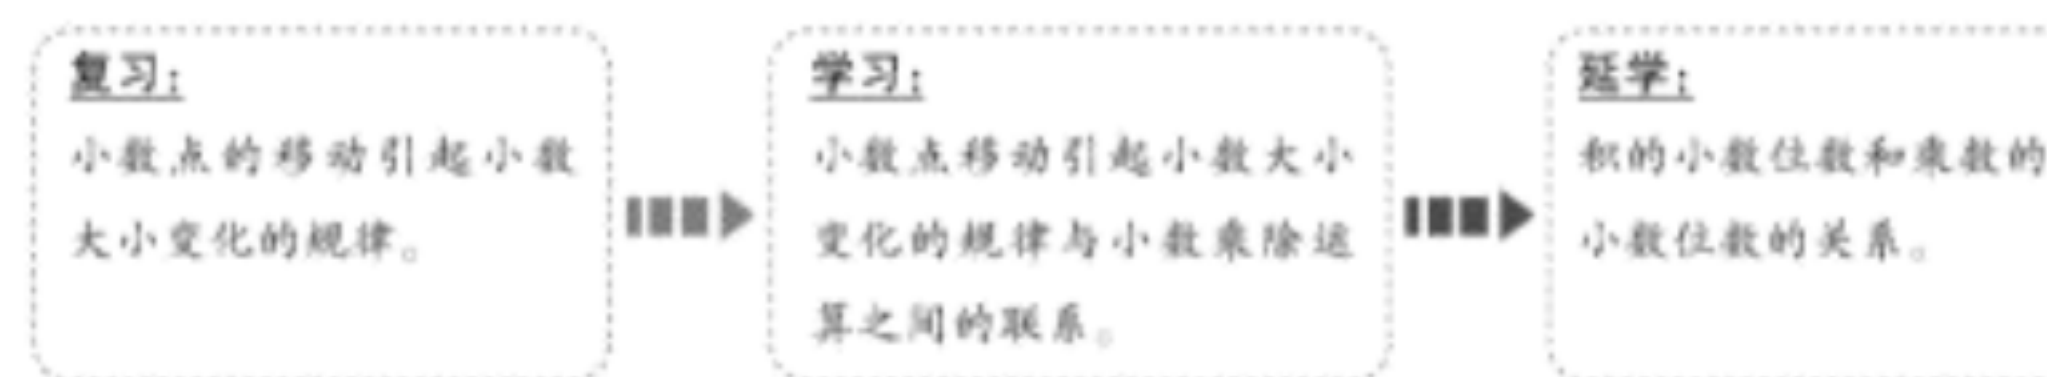 复习：
小数点的移动引起小数
大小变化的规律。
学习：
小数点移动引起小数大小
变化的规律与小数乘除运
算之间的联系。
延学：
积的小数位数和乘数的
小数位数的关系。